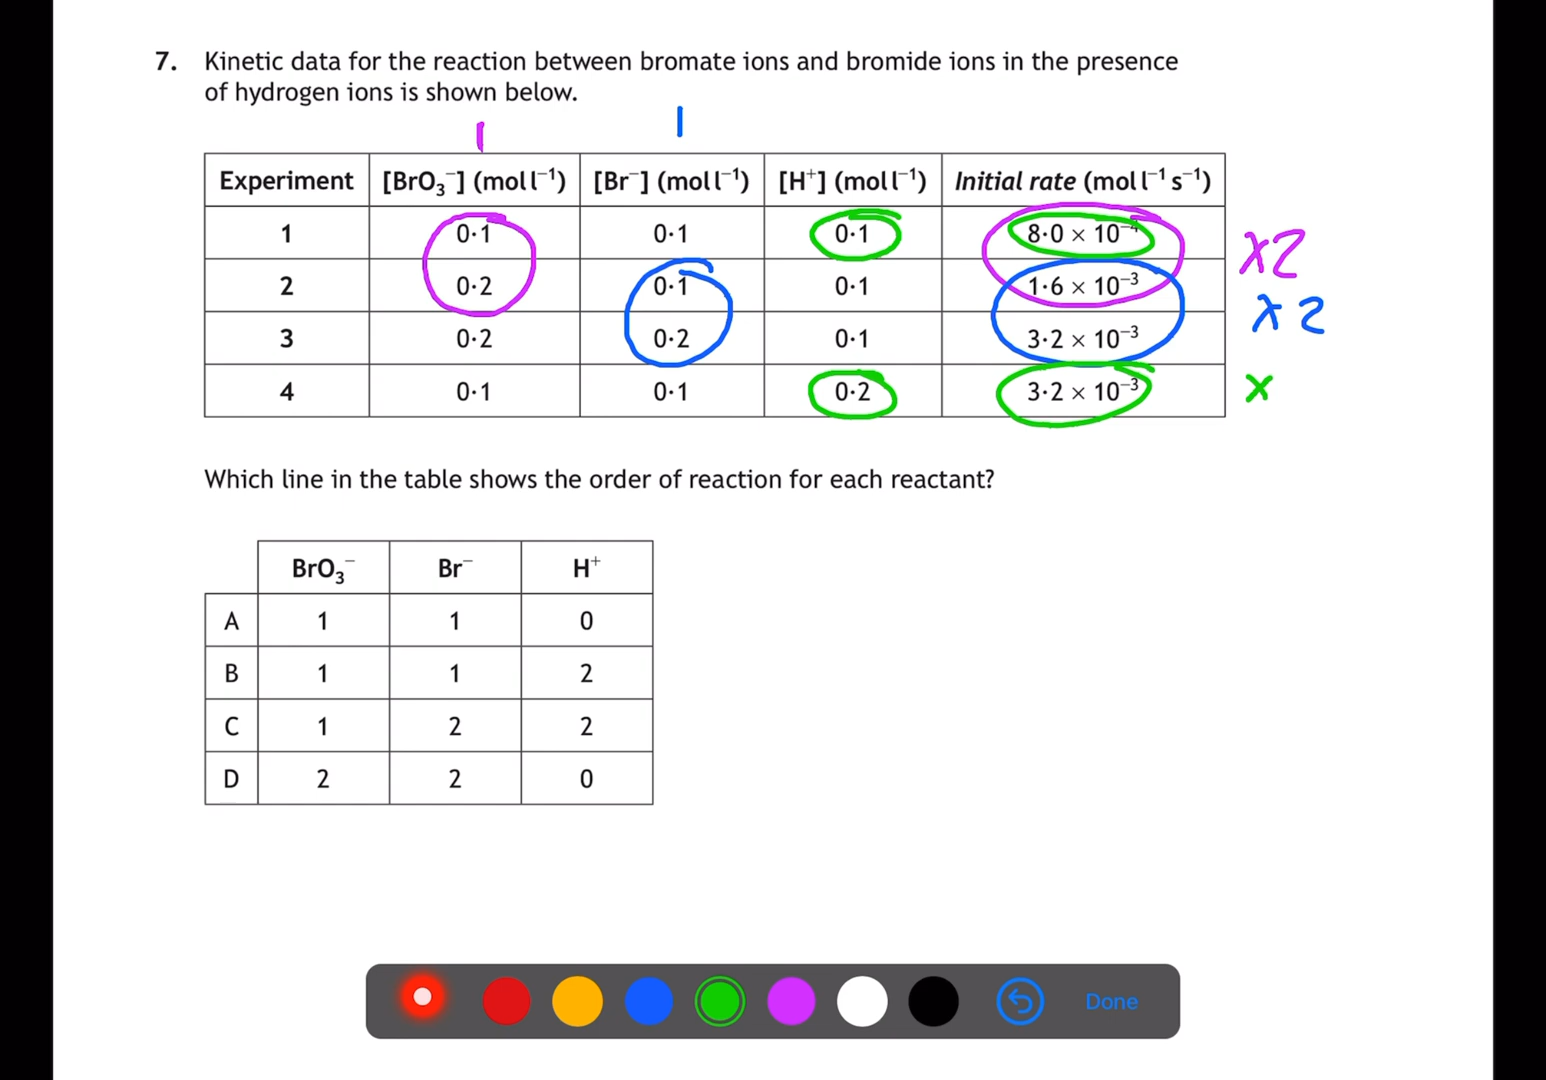 7. Kinetic data for the reaction between bromate ions and bromide ions in the presence
of hydrogen ions is shown below.
1 1
Experiment [BrO₃⁻] (mol l⁻¹) [Br⁻] (mol l⁻¹) [H⁺] (mol l⁻¹) Initial rate (mol l⁻¹ s⁻¹)
1 0·1 0·1 0·1 8·0 × 10⁻⁴ ×2
2 0·2 0·1 0·1 1·6 × 10⁻³ ×2
3 0·2 0·2 0·1 3·2 × 10⁻³
4 0·1 0·1 0·2 3·2 × 10⁻³ ×
Which line in the table shows the order of reaction for each reactant?
BrO₃⁻ Br⁻ H⁺
A 1 1 0
B 1 1 2
C 1 2 2
D 2 2 0
Done